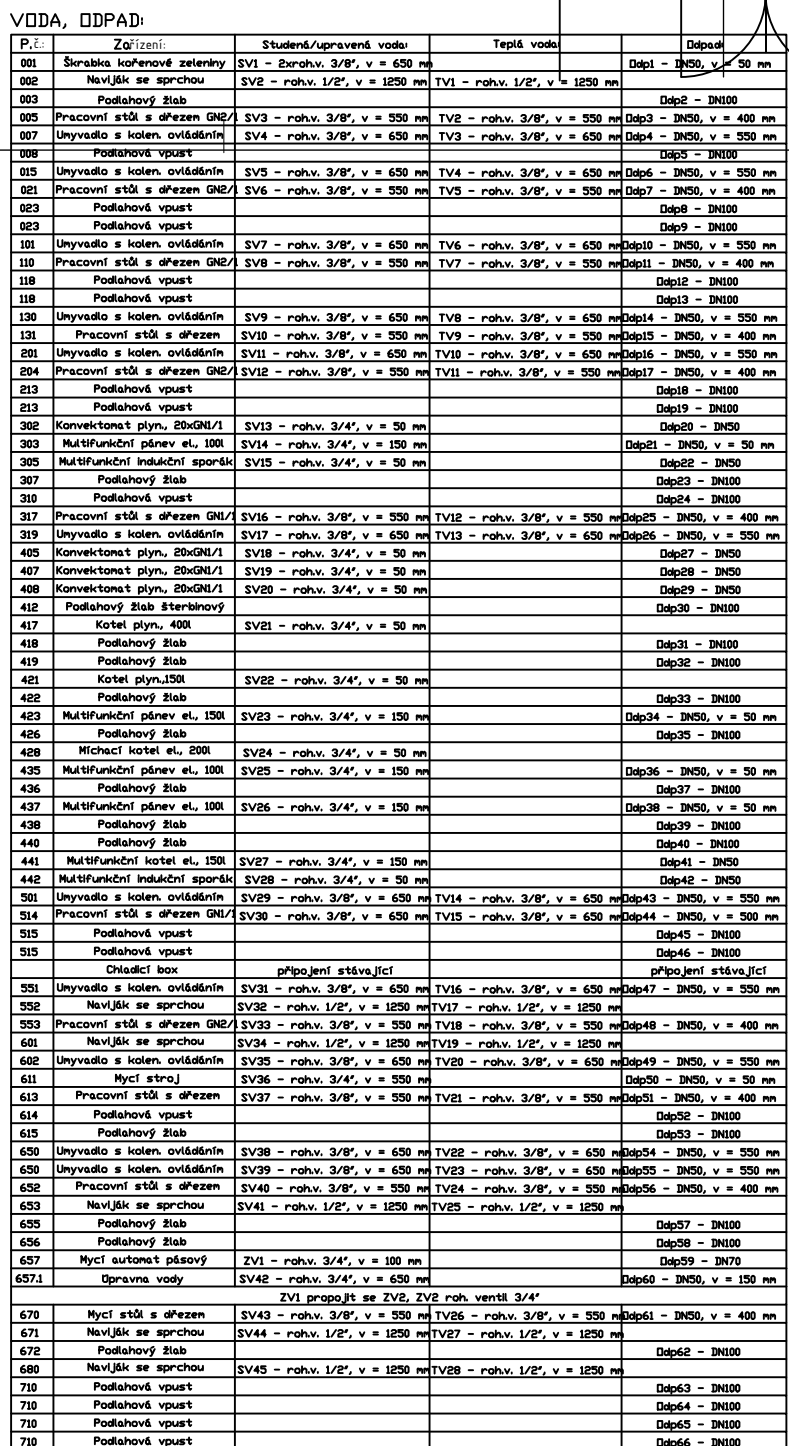 VODA, ODPAD:
P.č.: Zařízení: Studená/upravená voda: Teplá voda: Odpad:
001 Škrabka kořenové zeleniny SV1 - 2xroh.v. 3/8", v = 650 mm Odp1 - DN50, v = 50 mm
002 Naviják se sprchou SV2 - roh.v. 1/2", v = 1250 mm TV1 - roh.v. 1/2", v = 1250 mm
003 Podlahový žlab Odp2 - DN100
005 Pracovní stůl s dřezem GN2/1 SV3 - roh.v. 3/8", v = 550 mm TV2 - roh.v. 3/8", v = 550 mm Odp3 - DN50, v = 400 mm
007 Umyvadlo s kolen. ovládáním SV4 - roh.v. 3/8", v = 650 mm TV3 - roh.v. 3/8", v = 650 mm Odp4 - DN50, v = 550 mm
008 Podlahová vpust Odp5 - DN100
015 Umyvadlo s kolen. ovládáním SV5 - roh.v. 3/8", v = 650 mm TV4 - roh.v. 3/8", v = 650 mm Odp6 - DN50, v = 550 mm
021 Pracovní stůl s dřezem GN2/1 SV6 - roh.v. 3/8", v = 550 mm TV5 - roh.v. 3/8", v = 550 mm Odp7 - DN50, v = 400 mm
023 Podlahová vpust Odp8 - DN100
023 Podlahová vpust Odp9 - DN100
101 Umyvadlo s kolen. ovládáním SV7 - roh.v. 3/8", v = 650 mm TV6 - roh.v. 3/8", v = 650 mm Odp10 - DN50, v = 550 mm
110 Pracovní stůl s dřezem GN2/1 SV8 - roh.v. 3/8", v = 550 mm TV7 - roh.v. 3/8", v = 550 mm Odp11 - DN50, v = 400 mm
118 Podlahová vpust Odp12 - DN100
118 Podlahová vpust Odp13 - DN100
130 Umyvadlo s kolen. ovládáním SV9 - roh.v. 3/8", v = 650 mm TV8 - roh.v. 3/8", v = 650 mm Odp14 - DN50, v = 550 mm
131 Pracovní stůl s dřezem SV10 - roh.v. 3/8", v = 550 mm TV9 - roh.v. 3/8", v = 550 mm Odp15 - DN50, v = 400 mm
201 Umyvadlo s kolen. ovládáním SV11 - roh.v. 3/8", v = 650 mm TV10 - roh.v. 3/8", v = 650 mm Odp16 - DN50, v = 550 mm
204 Pracovní stůl s dřezem GN2/1 SV12 - roh.v. 3/8", v = 550 mm TV11 - roh.v. 3/8", v = 550 mm Odp17 - DN50, v = 400 mm
213 Podlahová vpust Odp18 - DN100
213 Podlahová vpust Odp19 - DN100
302 Konvektomat plyn., 20xGN1/1 SV13 - roh.v. 3/4", v = 50 mm Odp20 - DN50
303 Multifunkční pánev el., 100l SV14 - roh.v. 3/4", v = 150 mm Odp21 - DN50, v = 50 mm
305 Multifunkční indukční sporák SV15 - roh.v. 3/4", v = 50 mm Odp22 - DN50
307 Podlahový žlab Odp23 - DN100
310 Podlahová vpust Odp24 - DN100
317 Pracovní stůl s dřezem GN1/1 SV16 - roh.v. 3/8", v = 550 mm TV12 - roh.v. 3/8", v = 550 mm Odp25 - DN50, v = 400 mm
319 Umyvadlo s kolen. ovládáním SV17 - roh.v. 3/8", v = 650 mm TV13 - roh.v. 3/8", v = 650 mm Odp26 - DN50, v = 550 mm
405 Konvektomat plyn., 20xGN1/1 SV18 - roh.v. 3/4", v = 50 mm Odp27 - DN50
407 Konvektomat plyn., 20xGN1/1 SV19 - roh.v. 3/4", v = 50 mm Odp28 - DN50
408 Konvektomat plyn., 20xGN1/1 SV20 - roh.v. 3/4", v = 50 mm Odp29 - DN50
412 Podlahový žlab šterbinový Odp30 - DN100
417 Kotel plyn., 400l SV21 - roh.v. 3/4", v = 50 mm
418 Podlahový žlab Odp31 - DN100
419 Podlahový žlab Odp32 - DN100
421 Kotel plyn.,150l SV22 - roh.v. 3/4", v = 50 mm
422 Podlahový žlab Odp33 - DN100
423 Multifunkční pánev el., 150l SV23 - roh.v. 3/4", v = 150 mm Odp34 - DN50, v = 50 mm
426 Podlahový žlab Odp35 - DN100
428 Míchací kotel el., 200l SV24 - roh.v. 3/4", v = 50 mm
435 Multifunkční pánev el., 100l SV25 - roh.v. 3/4", v = 150 mm Odp36 - DN50, v = 50 mm
436 Podlahový žlab Odp37 - DN100
437 Multifunkční pánev el., 100l SV26 - roh.v. 3/4", v = 150 mm Odp38 - DN50, v = 50 mm
438 Podlahový žlab Odp39 - DN100
440 Podlahový žlab Odp40 - DN100
441 Multifunkční kotel el., 150l SV27 - roh.v. 3/4", v = 150 mm Odp41 - DN50
442 Multifunkční indukční sporák SV28 - roh.v. 3/4", v = 50 mm Odp42 - DN50
501 Umyvadlo s kolen. ovládáním SV29 - roh.v. 3/8", v = 650 mm TV14 - roh.v. 3/8", v = 650 mm Odp43 - DN50, v = 550 mm
514 Pracovní stůl s dřezem GN1/1 SV30 - roh.v. 3/8", v = 650 mm TV15 - roh.v. 3/8", v = 650 mm Odp44 - DN50, v = 500 mm
515 Podlahová vpust Odp45 - DN100
515 Podlahová vpust Odp46 - DN100
Chladicí box připojení stávající připojení stávající
551 Umyvadlo s kolen. ovládáním SV31 - roh.v. 3/8", v = 650 mm TV16 - roh.v. 3/8", v = 650 mm Odp47 - DN50, v = 550 mm
552 Naviják se sprchou SV32 - roh.v. 1/2", v = 1250 mm TV17 - roh.v. 1/2", v = 1250 mm
553 Pracovní stůl s dřezem GN2/1 SV33 - roh.v. 3/8", v = 550 mm TV18 - roh.v. 3/8", v = 550 mm Odp48 - DN50, v = 400 mm
601 Naviják se sprchou SV34 - roh.v. 1/2", v = 1250 mm TV19 - roh.v. 1/2", v = 1250 mm
602 Umyvadlo s kolen. ovládáním SV35 - roh.v. 3/8", v = 650 mm TV20 - roh.v. 3/8", v = 650 mm Odp49 - DN50, v = 550 mm
611 Mycí stroj SV36 - roh.v. 3/4", v = 550 mm Odp50 - DN50, v = 50 mm
613 Pracovní stůl s dřezem SV37 - roh.v. 3/8", v = 550 mm TV21 - roh.v. 3/8", v = 550 mm Odp51 - DN50, v = 400 mm
614 Podlahová vpust Odp52 - DN100
615 Podlahový žlab Odp53 - DN100
650 Umyvadlo s kolen. ovládáním SV38 - roh.v. 3/8", v = 650 mm TV22 - roh.v. 3/8", v = 650 mm Odp54 - DN50, v = 550 mm
650 Umyvadlo s kolen. ovládáním SV39 - roh.v. 3/8", v = 650 mm TV23 - roh.v. 3/8", v = 650 mm Odp55 - DN50, v = 550 mm
652 Pracovní stůl s dřezem SV40 - roh.v. 3/8", v = 550 mm TV24 - roh.v. 3/8", v = 550 mm Odp56 - DN50, v = 400 mm
653 Naviják se sprchou SV41 - roh.v. 1/2", v = 1250 mm TV25 - roh.v. 1/2", v = 1250 mm
655 Podlahový žlab Odp57 - DN100
656 Podlahový žlab Odp58 - DN100
657 Mycí automat pásový ZV1 - roh.v. 3/4", v = 100 mm Odp59 - DN70
657.1 Úpravna vody SV42 - roh.v. 3/4", v = 650 mm Odp60 - DN50, v = 150 mm
ZV1 propojit se ZV2, ZV2 roh. ventil 3/4"
670 Mycí stůl s dřezem SV43 - roh.v. 3/8", v = 550 mm TV26 - roh.v. 3/8", v = 550 mm Odp61 - DN50, v = 400 mm
671 Naviják se sprchou SV44 - roh.v. 1/2", v = 1250 mm TV27 - roh.v. 1/2", v = 1250 mm
672 Podlahový žlab Odp62 - DN100
680 Naviják se sprchou SV45 - roh.v. 1/2", v = 1250 mm TV28 - roh.v. 1/2", v = 1250 mm
710 Podlahová vpust Odp63 - DN100
710 Podlahová vpust Odp64 - DN100
710 Podlahová vpust Odp65 - DN100
710 Podlahová vpust Odp66 - DN100